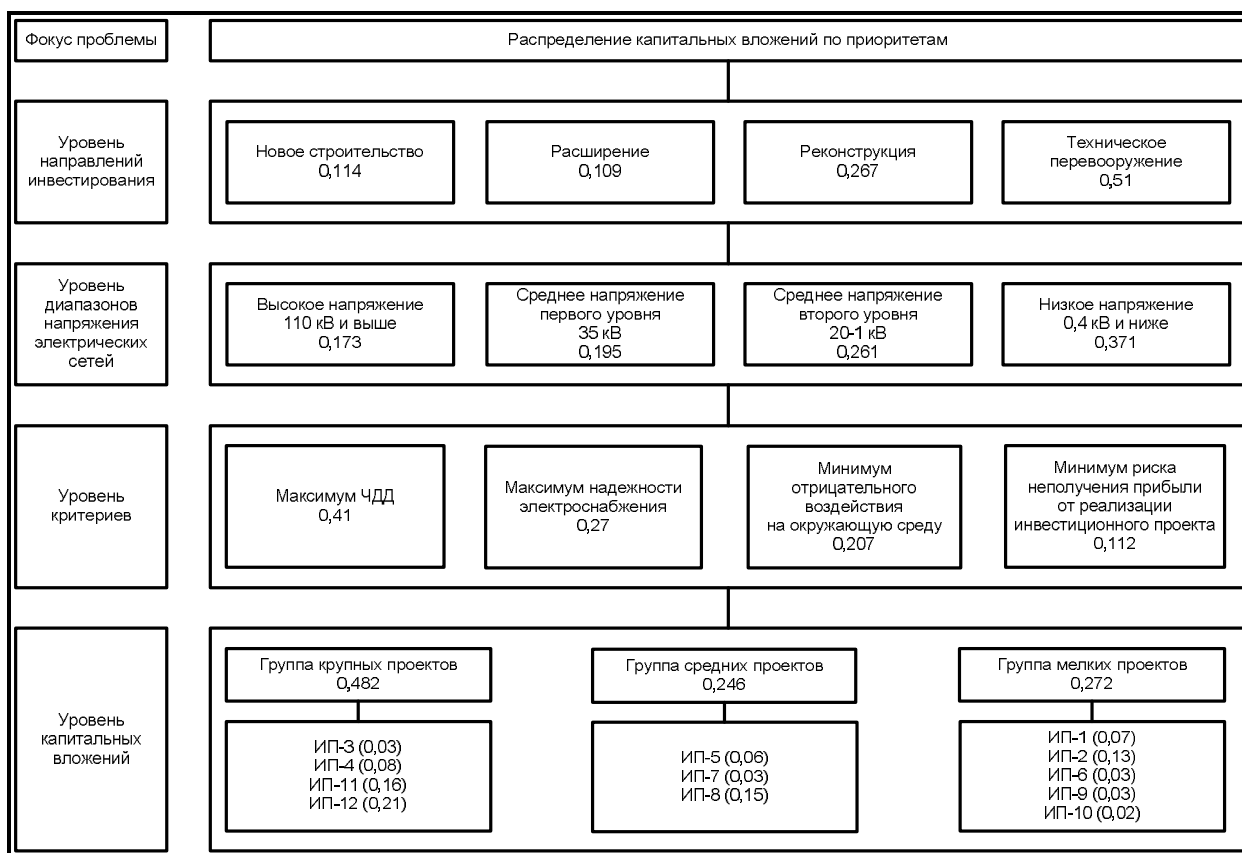 Фокус проблемы
Распределение капитальных вложений по приоритетам
Уровень
направлений
инвестирования
Новое строительство
0,114
Расширение
0,109
Реконструкция
0,267
Техническое
перевооружение
0,51
Уровень
диапазонов
напряжения
электрических
сетей
Высокое напряжение
110 кВ и выше
0,173
Среднее напряжение
первого уровня
35 кВ
0,195
Среднее напряжение
второго уровня
20-1 кВ
0,261
Низкое напряжение
0,4 кВ и ниже
0,371
Уровень
критериев
Максимум ЧДД
0,41
Максимум надежности
электроснабжения
0,27
Минимум
отрицательного
воздействия
на окружающую среду
0,207
Минимум риска
неполучения прибыли
от реализации
инвестиционного проекта
0,112
Уровень
капитальных
вложений
Группа крупных проектов
0,482
ИП-3 (0,03)
ИП-4 (0,08)
ИП-11 (0,16)
ИП-12 (0,21)
Группа средних проектов
0,246
ИП-5 (0,06)
ИП-7 (0,03)
ИП-8 (0,15)
Группа мелких проектов
0,272
ИП-1 (0,07)
ИП-2 (0,13)
ИП-6 (0,03)
ИП-9 (0,03)
ИП-10 (0,02)